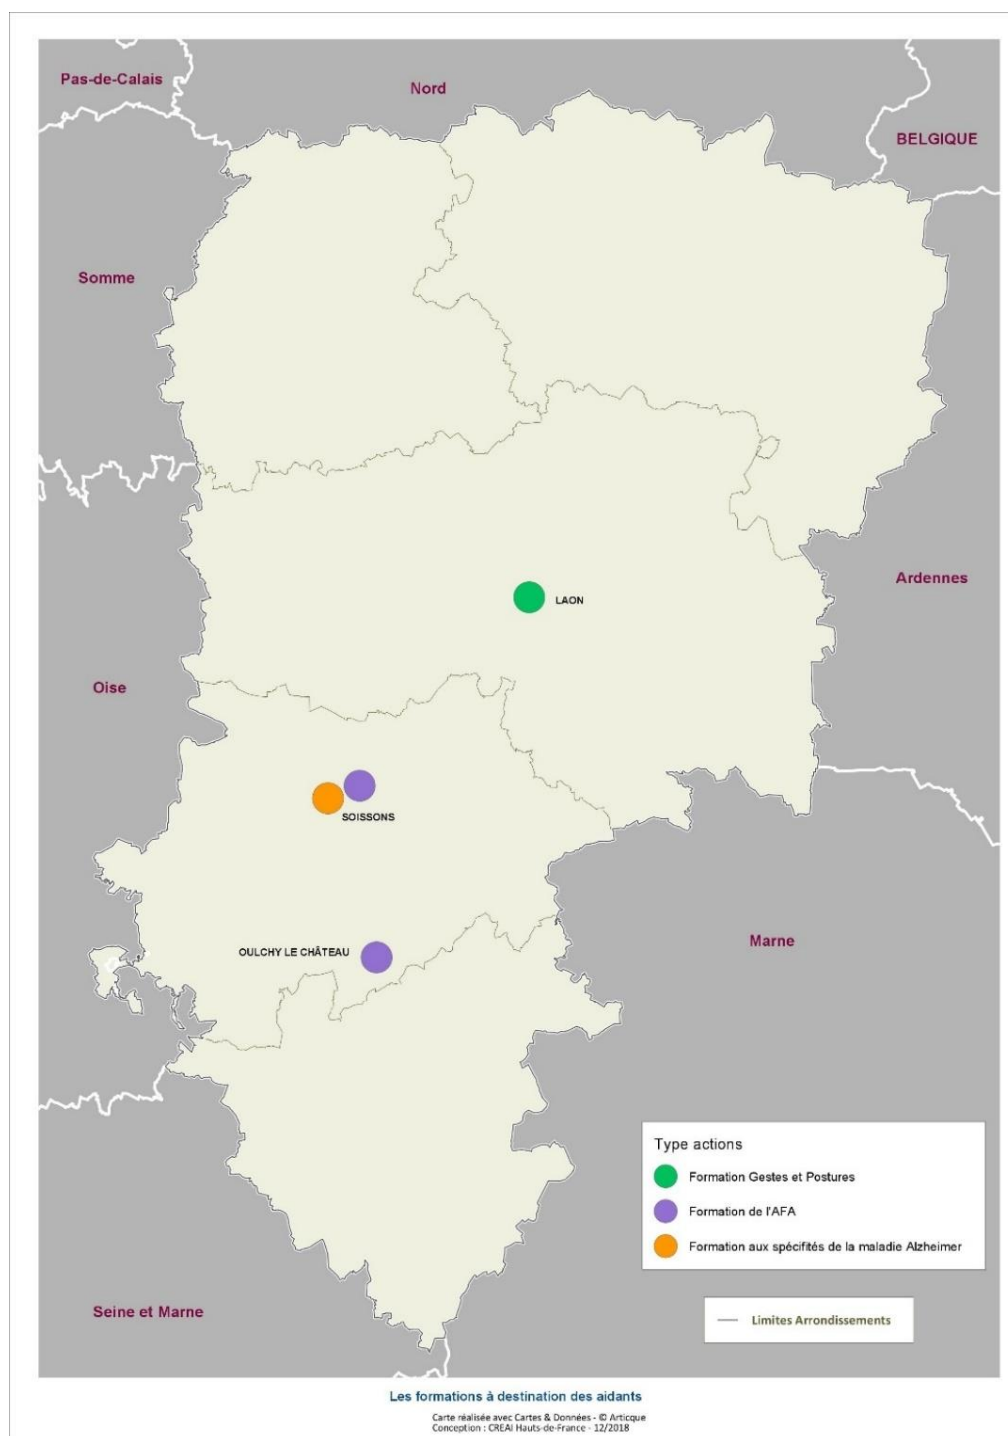 Pas-de-Calais
Nord
BELGIQUE
Somme
Ardennes
LAON
Oise
SOISSONS
OULCHY LE CHÂTEAU
Marne
Type actions
Formation Gestes et Postures
Formation de l'AFA
Formation aux spécifités de la maladie Alzheimer
Seine et Marne
Limites Arrondissements
Les formations à destination des aidants
Carte réalisée avec Cartes & Données - © Articque
Conception : CREAI Hauts-de-France - 12/2018